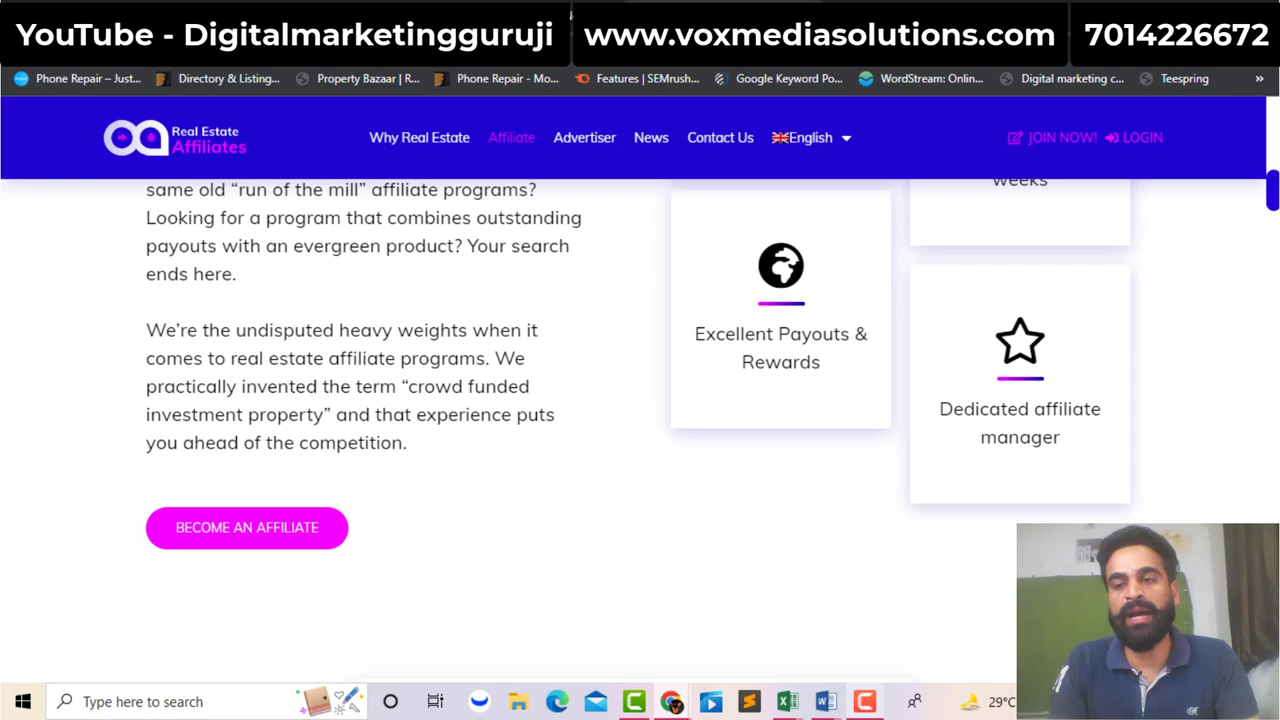 YouTube - Digitalmarketingguruji
www.voxmediasolutions.com
7014226672
Phone Repair – Just...
Directory & Listing...
Property Bazaar | R...
Phone Repair - Mo...
Features | SEMrush...
Google Keyword Po...
WordStream: Onlin...
Digital marketing c...
Teespring
»
Real Estate
Affiliates
Why Real Estate
Affiliate
Advertiser
News
Contact Us
English
JOIN NOW!
LOGIN
same old “run of the mill” affiliate programs?
Looking for a program that combines outstanding
payouts with an evergreen product? Your search
ends here.
We’re the undisputed heavy weights when it
comes to real estate affiliate programs. We
practically invented the term “crowd funded
investment property” and that experience puts
you ahead of the competition.
BECOME AN AFFILIATE
weeks
Excellent Payouts &
Rewards
Dedicated affiliate
manager
Type here to search
29°C